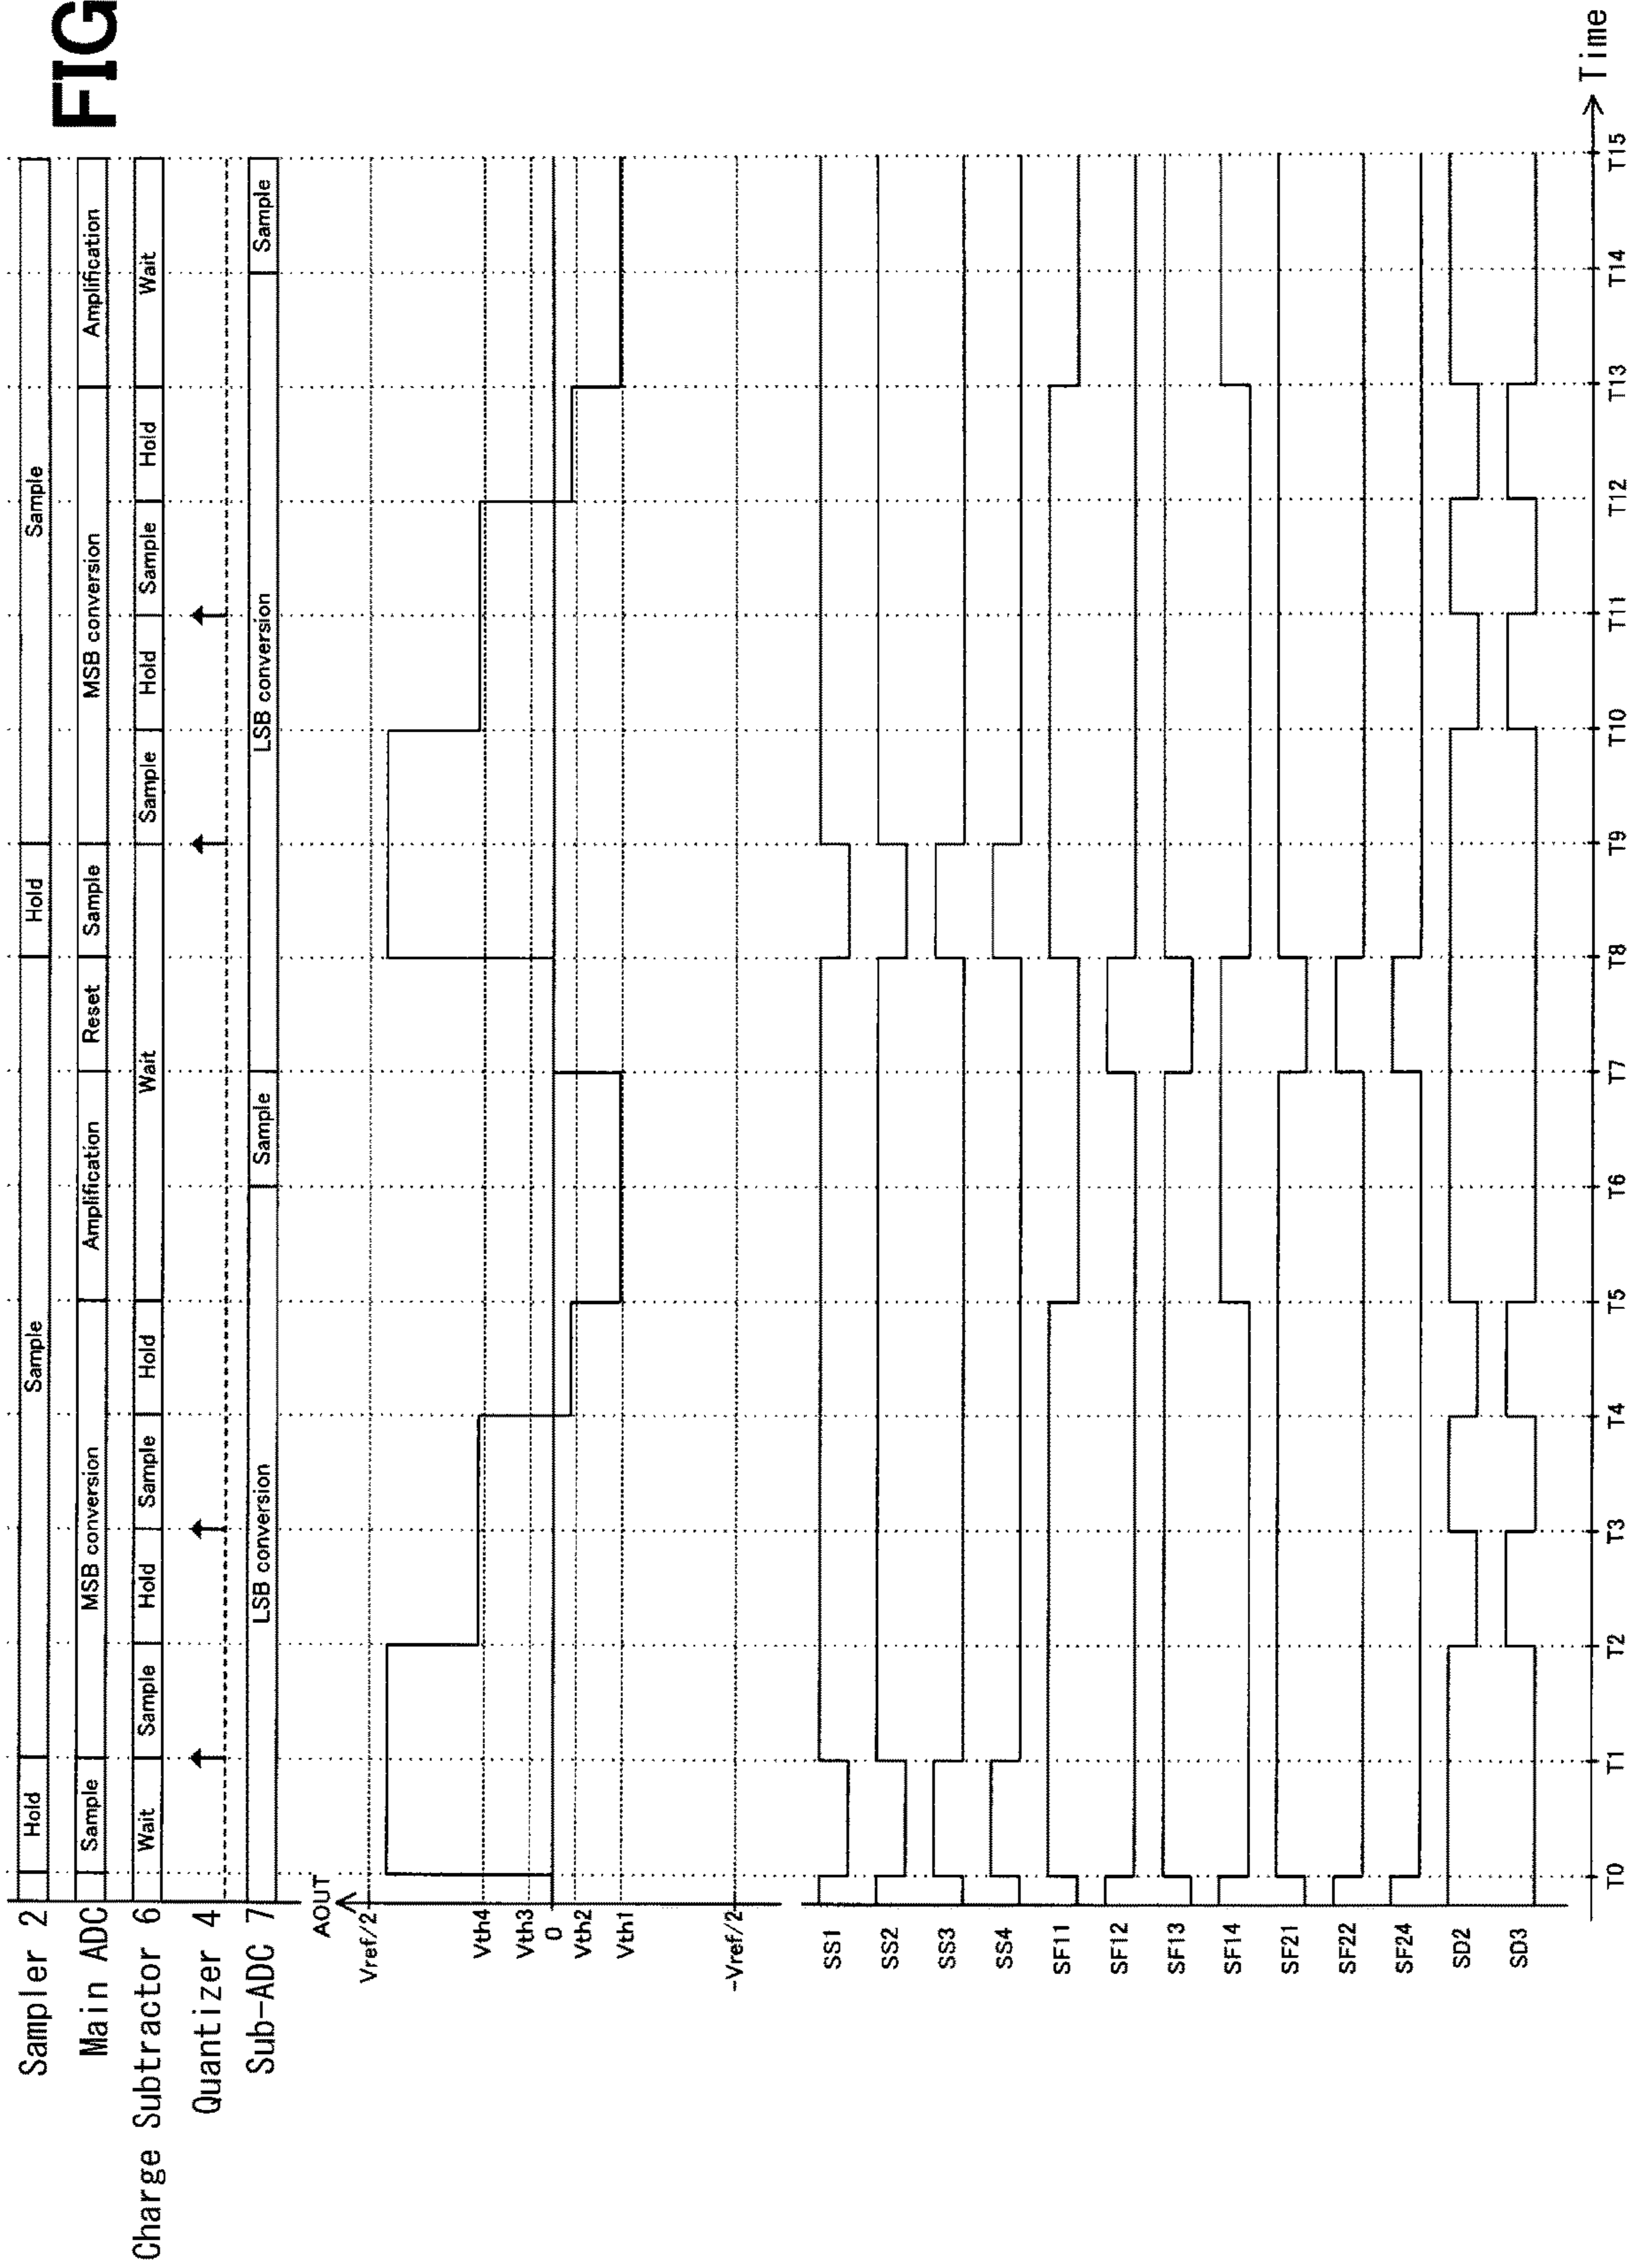 FIG
Sampler 2
Hold
Sample
Hold
Sample
Main ADC
Sample
MSB conversion
Amplification
Reset
Sample
MSB conversion
Amplification
Charge Subtractor 6
Wait
Sample
Hold
Sample
Hold
Wait
Sample
Hold
Sample
Hold
Wait
Quantizer 4
Sub-ADC 7
LSB conversion
Sample
LSB conversion
Sample
AOUT
Vref/2
Vth4
Vth3
0
Vth2
Vth1
-Vref/2
SS1
SS2
SS3
SS4
SF11
SF12
SF13
SF14
SF21
SF22
SF24
SD2
SD3
T0 T1 T2 T3 T4 T5 T6 T7 T8 T9 T10 T11 T12 T13 T14 T15
Time